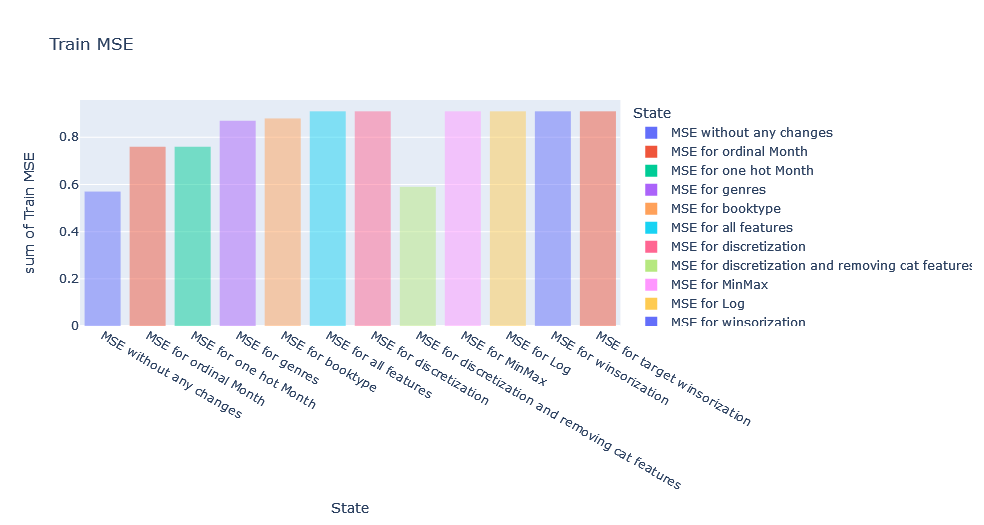 Train MSE
sum of Train MSE
0.8
0.6
0.4
0.2
0
MSE without any changes
MSE for ordinal Month
MSE for one hot Month
MSE for genres
MSE for booktype
MSE for all features
MSE for discretization
MSE for discretization and removing cat features
MSE for MinMax
MSE for Log
MSE for winsorization
MSE for target winsorization
State
State
MSE without any changes
MSE for ordinal Month
MSE for one hot Month
MSE for genres
MSE for booktype
MSE for all features
MSE for discretization
MSE for discretization and removing cat features
MSE for MinMax
MSE for Log
MSE for winsorization